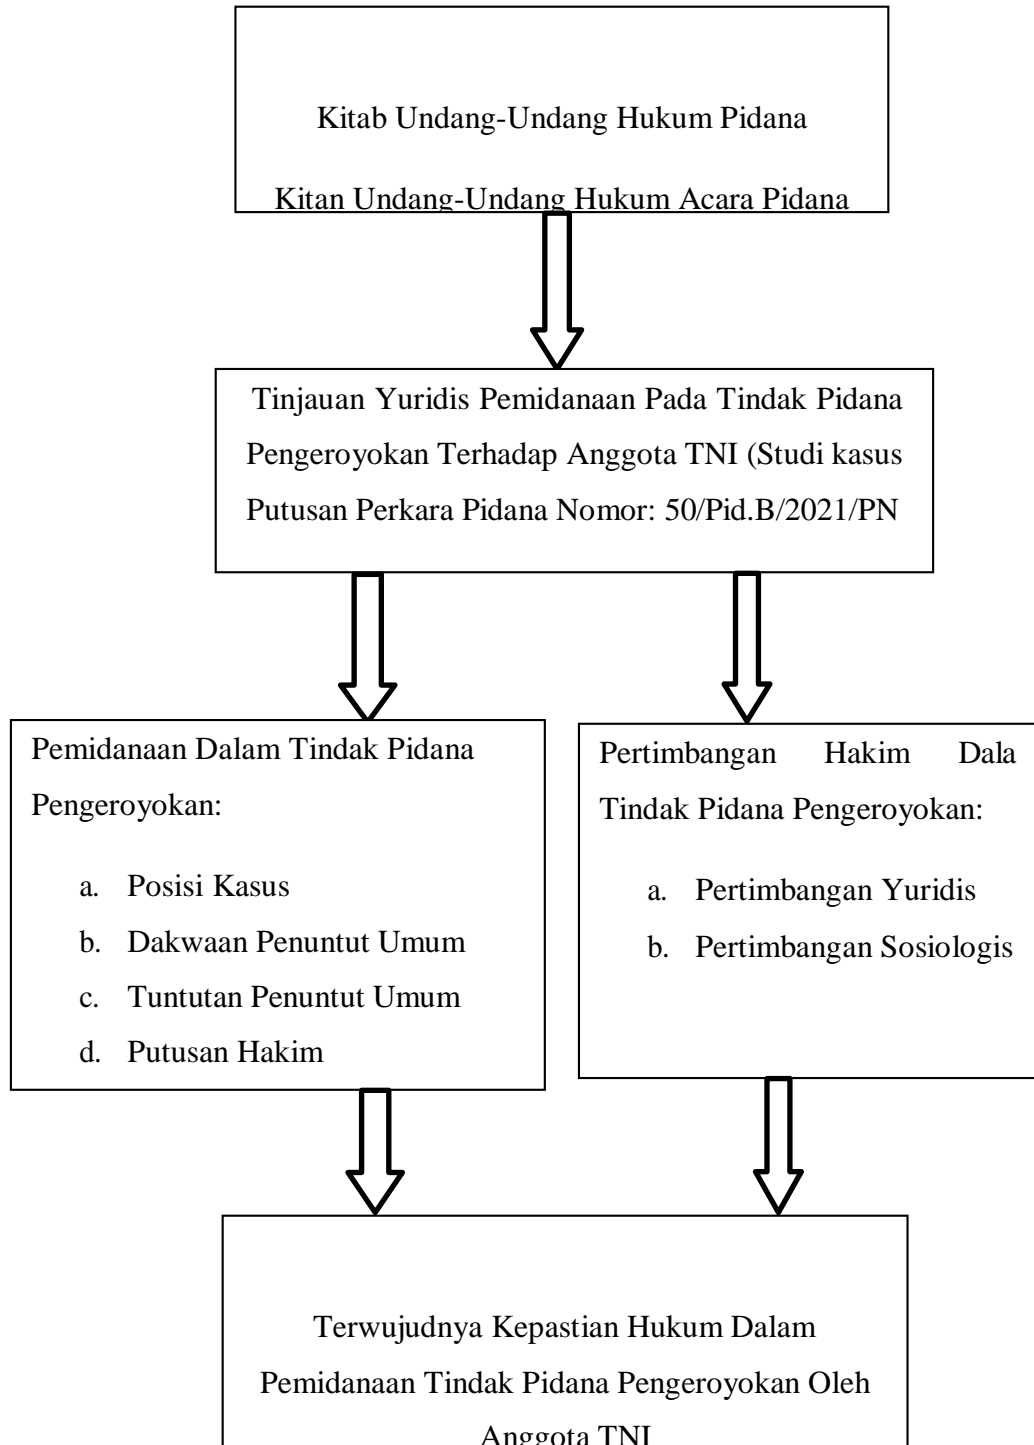 Kitab Undang-Undang Hukum Pidana
Kitan Undang-Undang Hukum Acara Pidana
Tinjauan Yuridis Pemidanaan Pada Tindak Pidana
Pengeroyokan Terhadap Anggota TNI (Studi kasus
Putusan Perkara Pidana Nomor: 50/Pid.B/2021/PN
Pemidanaan Dalam Tindak Pidana
Pengeroyokan:
a. Posisi Kasus
b. Dakwaan Penuntut Umum
c. Tuntutan Penuntut Umum
d. Putusan Hakim
Pertimbangan Hakim Dala
Tindak Pidana Pengeroyokan:
a. Pertimbangan Yuridis
b. Pertimbangan Sosiologis
Terwujudnya Kepastian Hukum Dalam
Pemidanaan Tindak Pidana Pengeroyokan Oleh
Anggota TNI